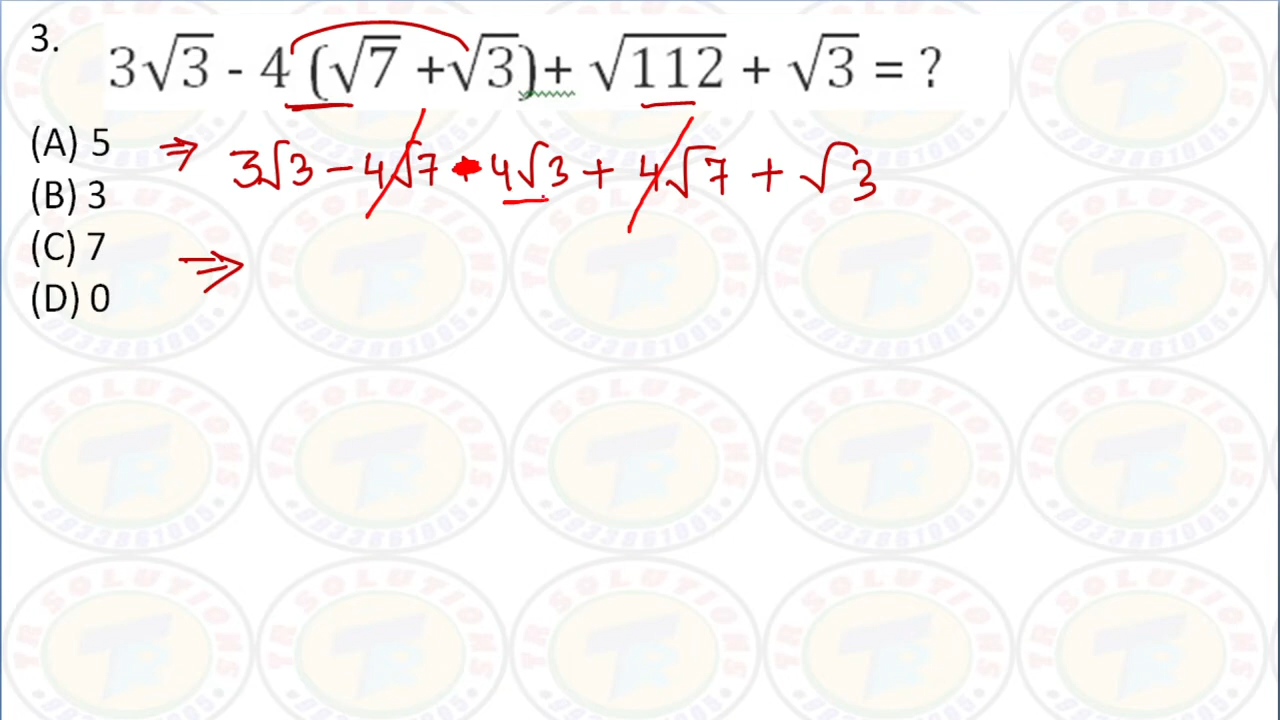 3. 3√3 - 4 (√7 +√3)+ √112 + √3 = ?
(A) 5
(B) 3
(C) 7
(D) 0
⇒ 3√3 - 4√7 - 4√3 + 4√7 + √3
⇒